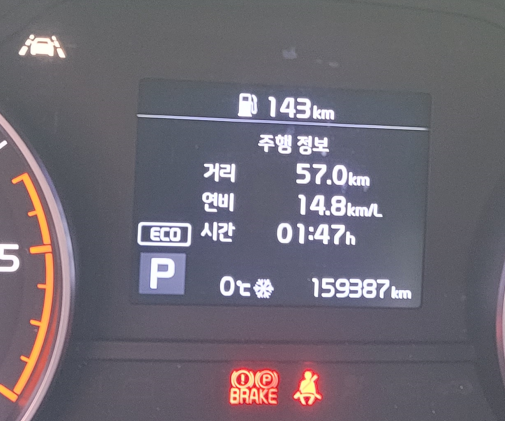 143km
주행 정보
거리 57.0km
연비 14.8km/L
ECO 시간 01:47h
P 0℃ 159387km
5
(!) (P)
BRAKE